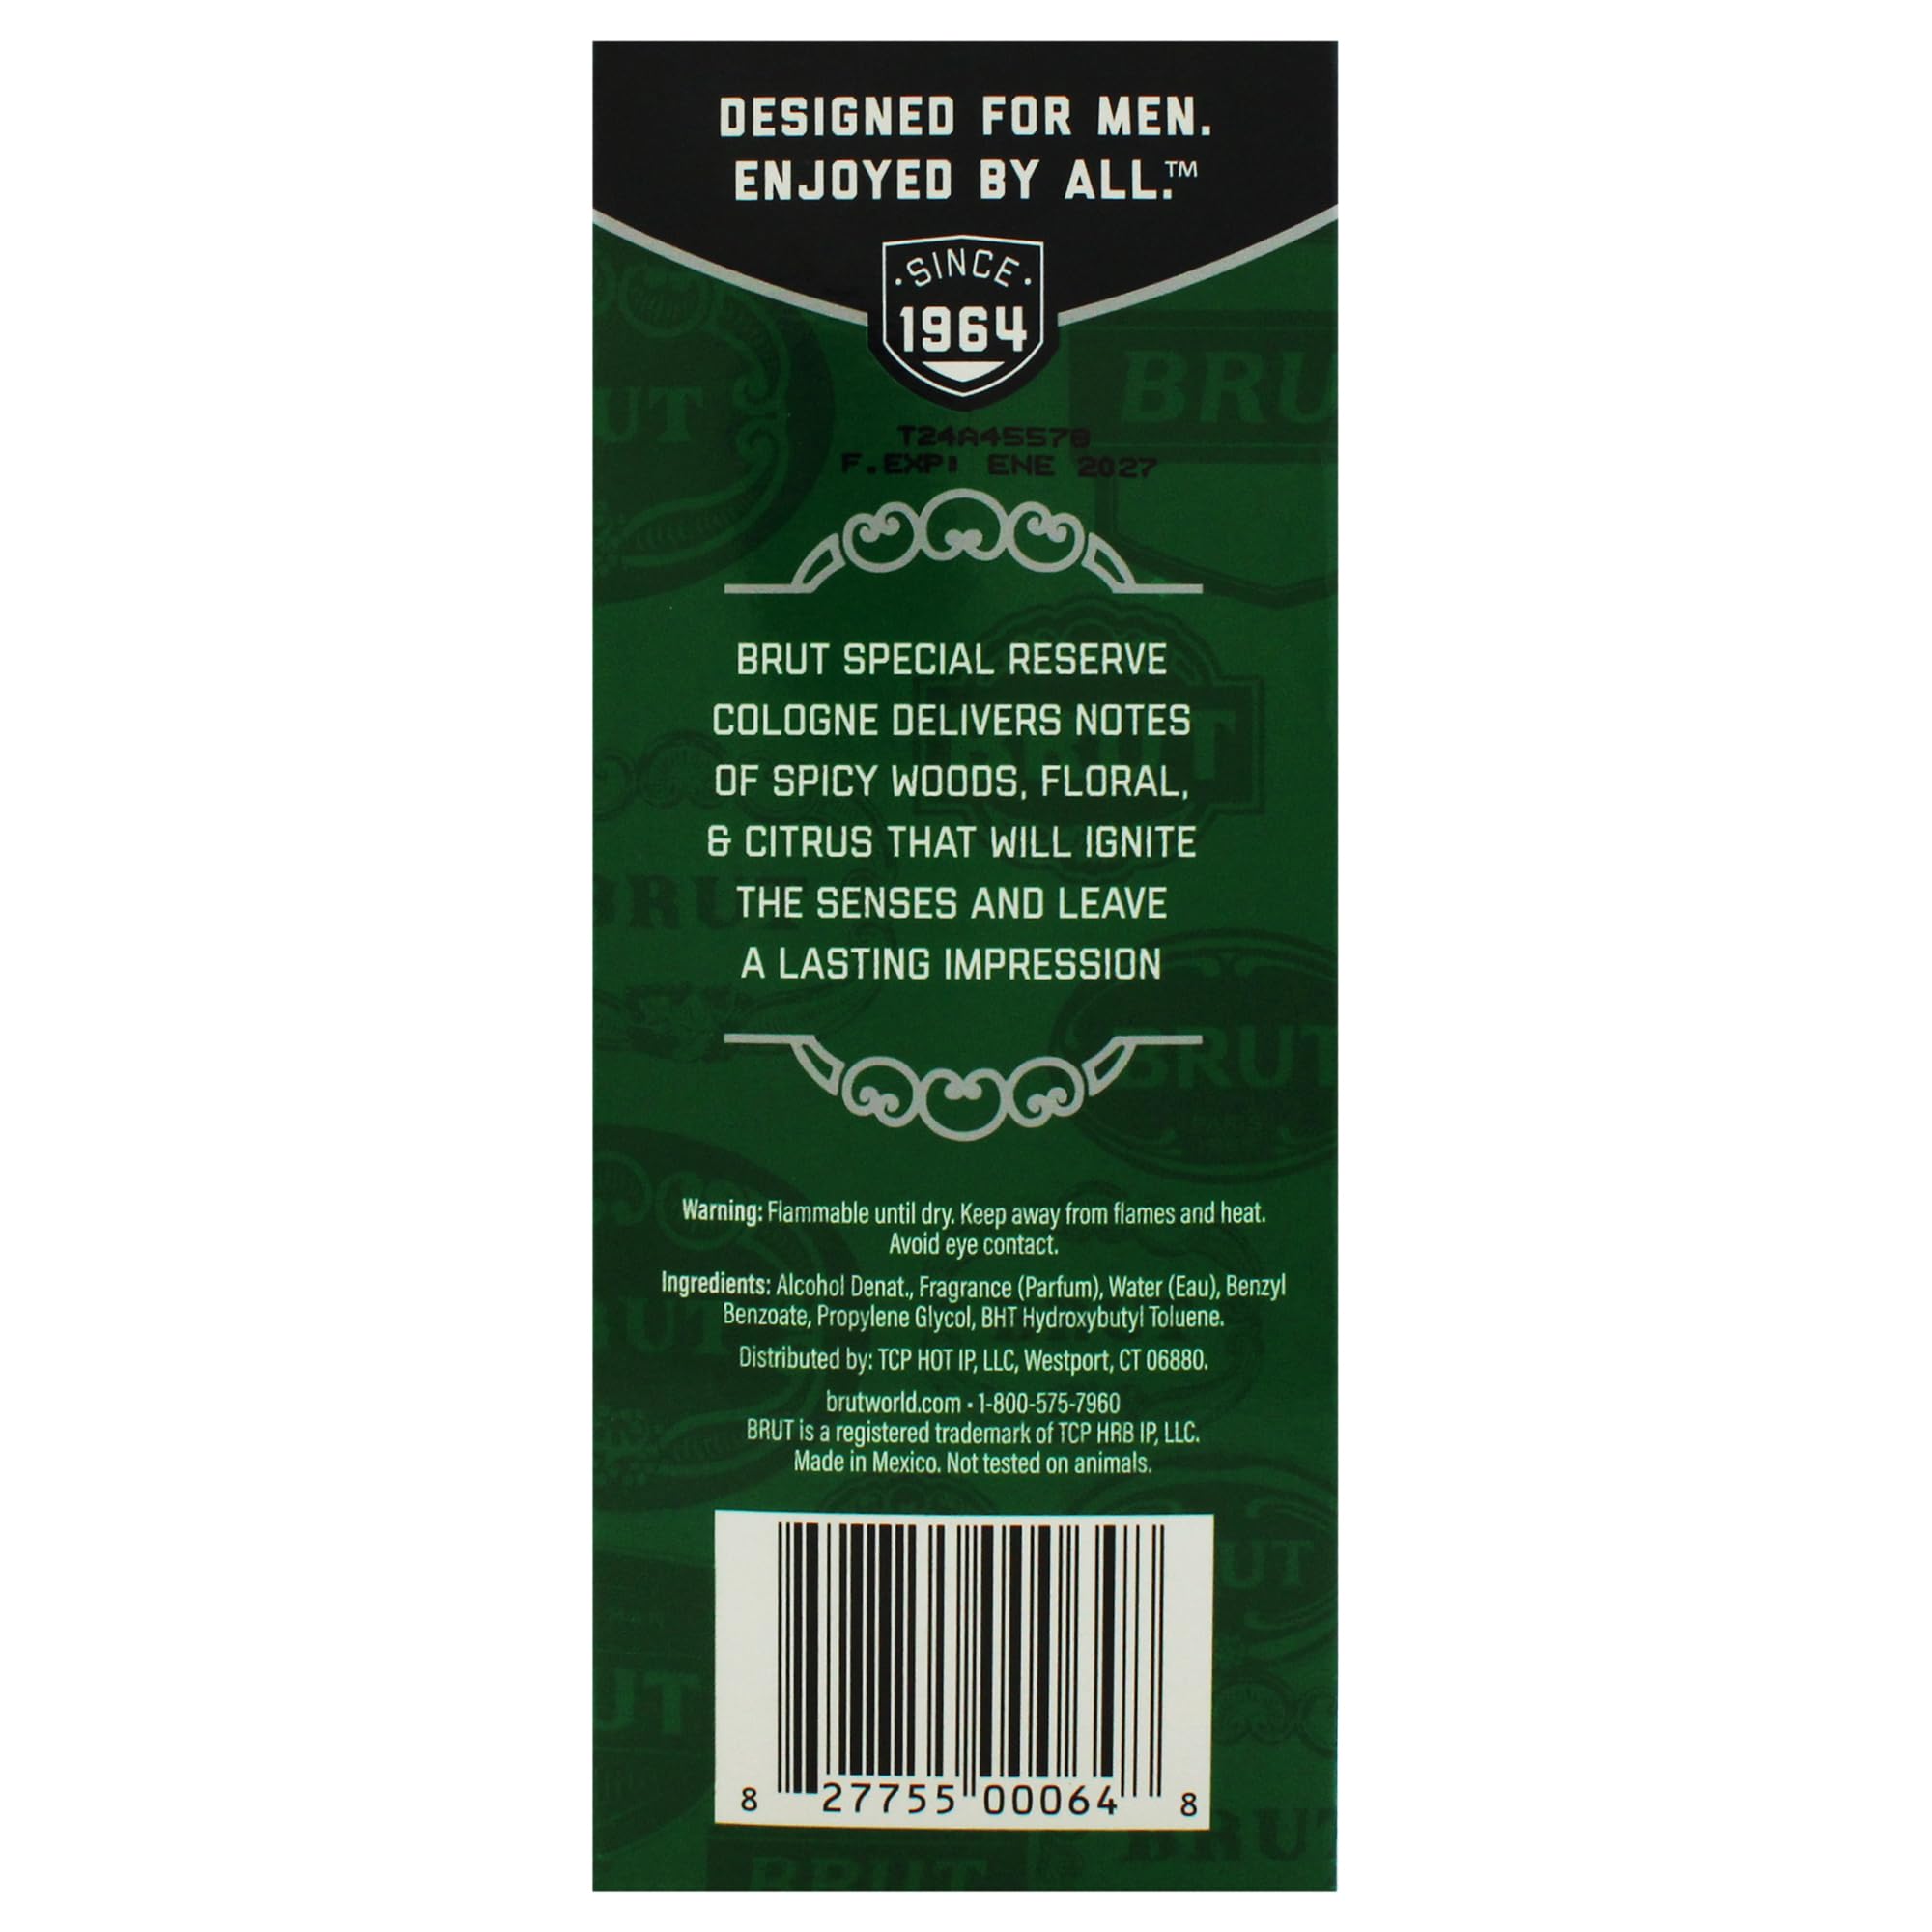 DESIGNED FOR MEN.
ENJOYED BY ALL.™
·SINCE·
1964
F.EXP: ENE 2027
BRUT SPECIAL RESERVE
COLOGNE DELIVERS NOTES
OF SPICY WOODS, FLORAL,
& CITRUS THAT WILL IGNITE
THE SENSES AND LEAVE
A LASTING IMPRESSION
Warning: Flammable until dry. Keep away from flames and heat.
Avoid eye contact.
Ingredients: Alcohol Denat., Fragrance (Parfum), Water (Eau), Benzyl
Benzoate, Propylene Glycol, BHT Hydroxybutyl Toluene.
Distributed by: TCP HOT IP, LLC, Westport, CT 06880.
brutworld.com • 1-800-575-7960
BRUT is a registered trademark of TCP HRB IP, LLC.
Made in Mexico. Not tested on animals.
8 27755 00064 8
BRUT
BRUT
BRUT